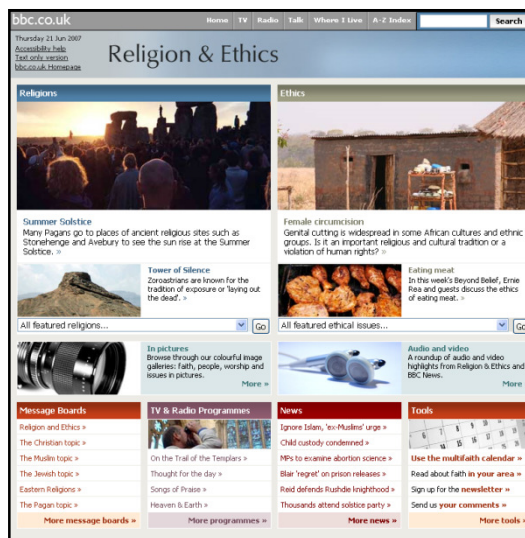 bbc.co.uk
Home TV Radio Talk Where I Live A-Z Index Search
Thursday 21 Jun 2007
Accessibility help
Text only version
bbc.co.uk Homepage
Religion & Ethics
Religions
Summer Solstice
Many Pagans go to places of ancient religious sites such as
Stonehenge and Avebury to see the sun rise at the Summer
Solstice. »
Tower of Silence
Zoroastrians are known for the
tradition of exposure or 'laying out
the dead'. »
All featured religions... Go
Ethics
Female circumcision
Genital cutting is widespread in some African cultures and ethnic
groups. Is it an important religious and cultural tradition or a
violation of human rights? »
Eating meat
In this week's Beyond Belief, Ernie
Rea and guests discuss the ethics
of eating meat. »
All featured ethical issues... Go
In pictures
Browse through our colourful image
galleries: faith, people, worship and
issues in pictures.
More »
Audio and video
A roundup of audio and video
highlights from Religion & Ethics and
BBC News.
More
Message Boards
Religion and Ethics »
The Christian topic »
The Muslim topic »
The Jewish topic »
Eastern Religions »
The Pagan topic »
More message boards »
TV & Radio Programmes
On the Trail of the Templars »
Thought for the day »
Songs of Praise »
Heaven & Earth »
More programmes »
News
Ignore Islam, 'ex-Muslims' urge »
Child custody condemned »
MPs to examine abortion science »
Blair 'regret' on prison releases »
Reid defends Rushdie knighthood »
Thousands attend solstice party »
More news »
Tools
Use the multifaith calendar »
Read about faith in your area »
Sign up for the newsletter »
Send us your comments »
More tools »